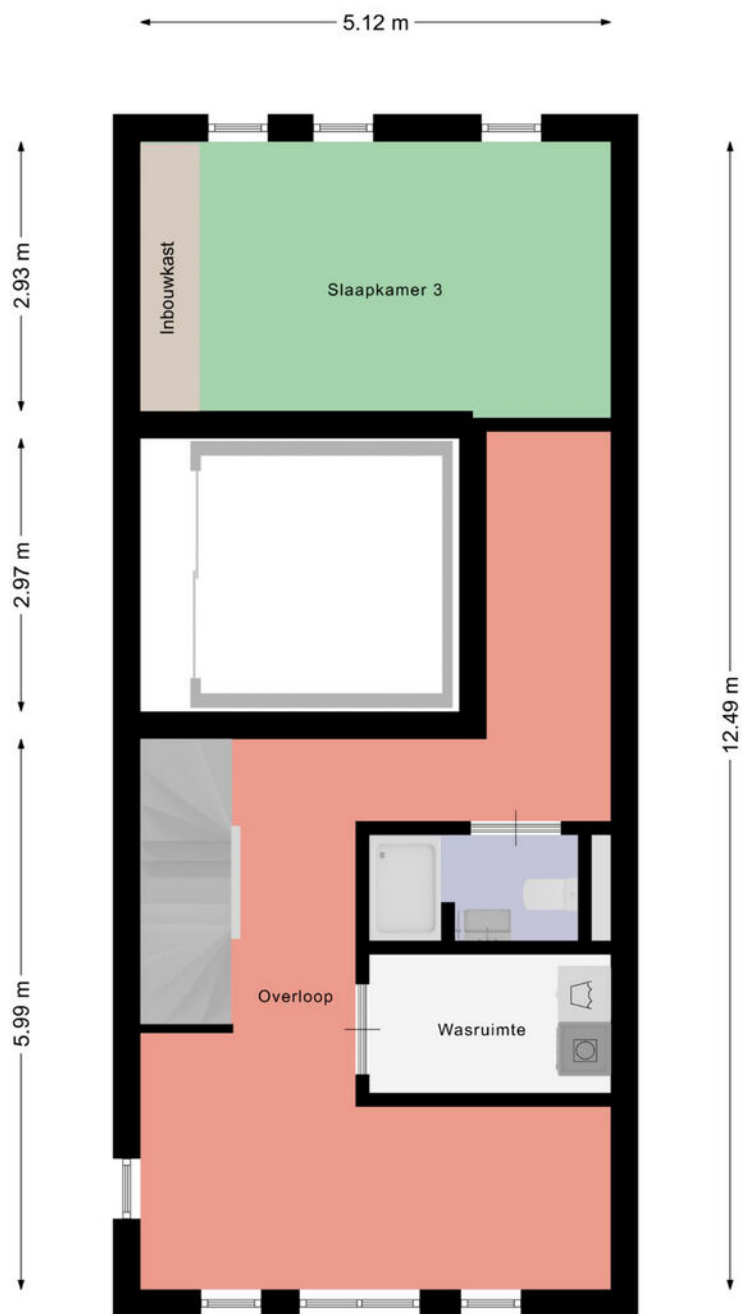 5.12 m
2.93 m
Inbouwkast
Slaapkamer 3
2.97 m
12.49 m
5.99 m
Overloop
Wasruimte